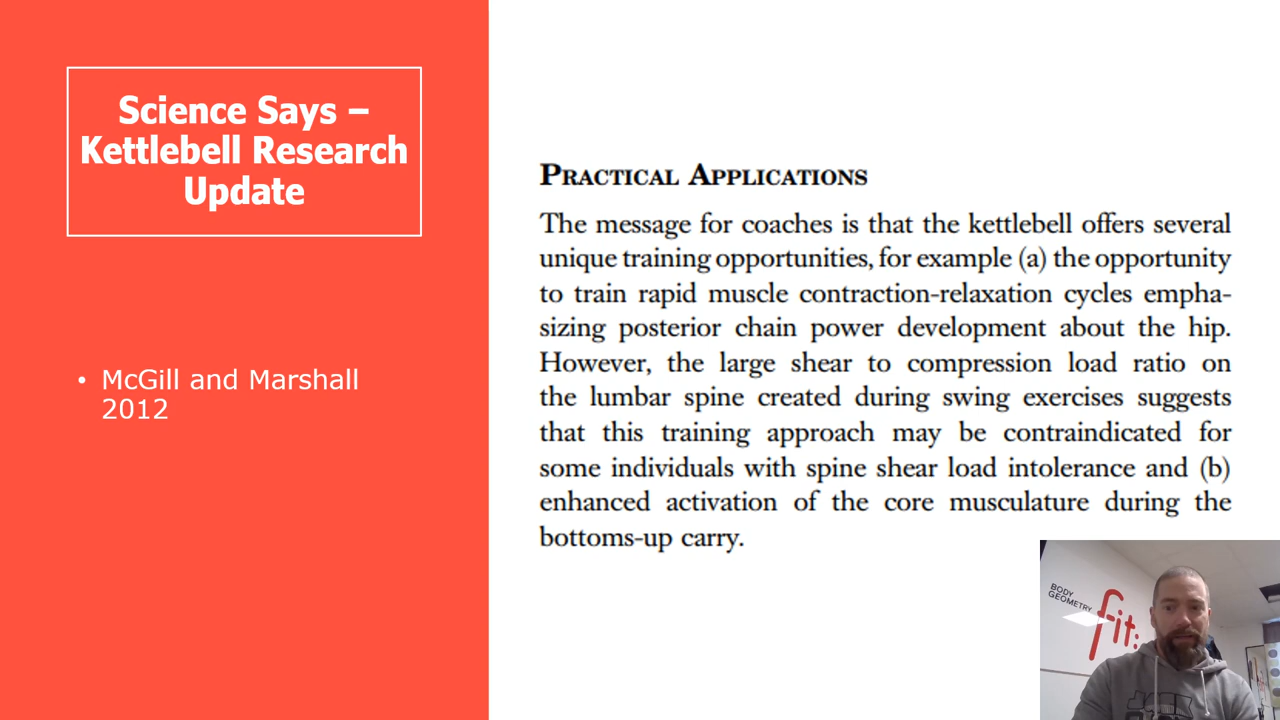 Science Says –
Kettlebell Research
Update
• McGill and Marshall
2012
PRACTICAL APPLICATIONS
The message for coaches is that the kettlebell offers several
unique training opportunities, for example (a) the opportunity
to train rapid muscle contraction-relaxation cycles empha-
sizing posterior chain power development about the hip.
However, the large shear to compression load ratio on
the lumbar spine created during swing exercises suggests
that this training approach may be contraindicated for
some individuals with spine shear load intolerance and (b)
enhanced activation of the core musculature during the
bottoms-up carry.
BODY
GEOMETRY
fit: